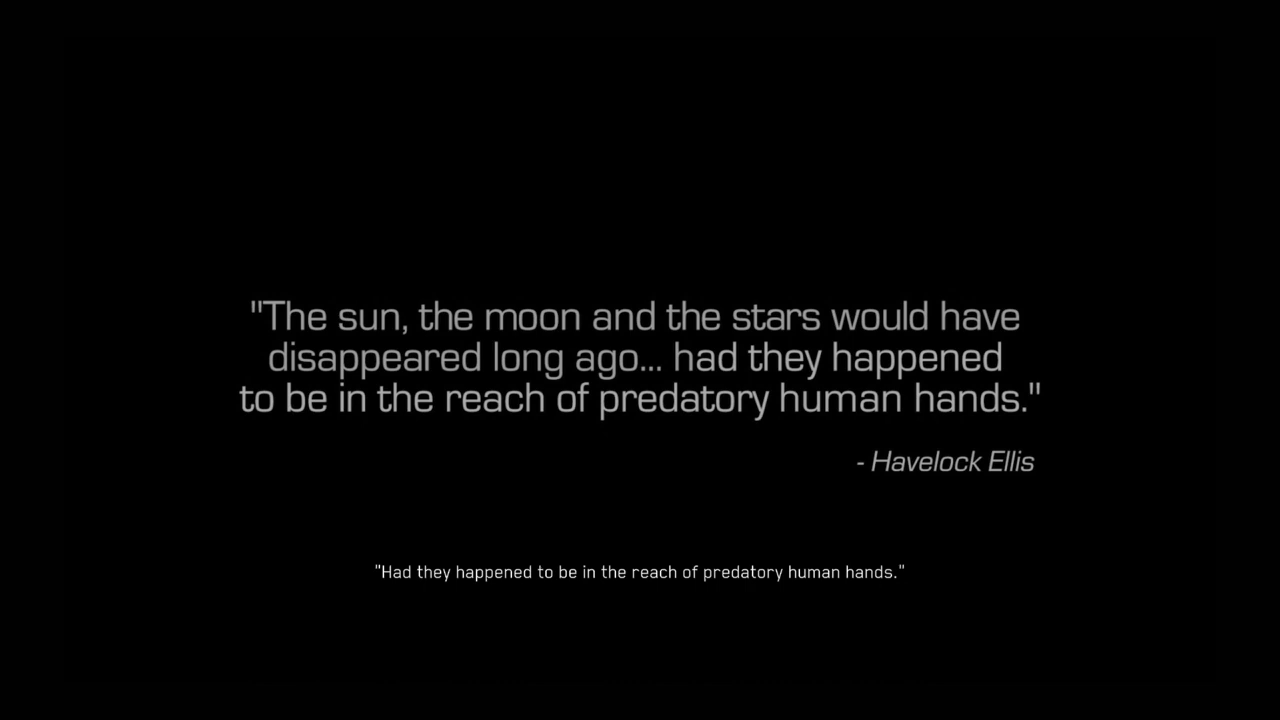 "The sun, the moon and the stars would have
disappeared long ago... had they happened
to be in the reach of predatory human hands."
- Havelock Ellis
"Had they happened to be in the reach of predatory human hands."